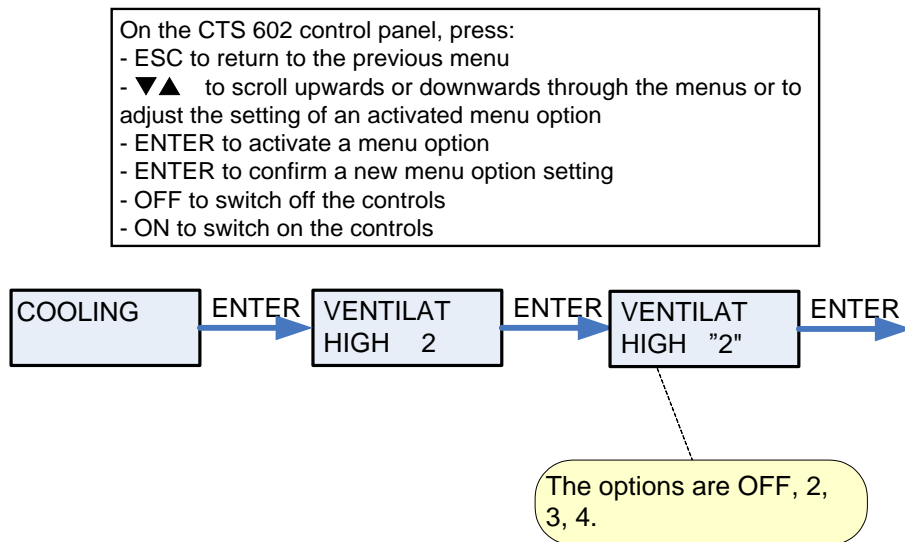 On the CTS 602 control panel, press:
- ESC to return to the previous menu
- ▼▲ to scroll upwards or downwards through the menus or to
adjust the setting of an activated menu option
- ENTER to activate a menu option
- ENTER to confirm a new menu option setting
- OFF to switch off the controls
- ON to switch on the controls
COOLING
ENTER
VENTILAT
HIGH 2
ENTER
VENTILAT
HIGH ”2"
ENTER
The options are OFF, 2,
3, 4.